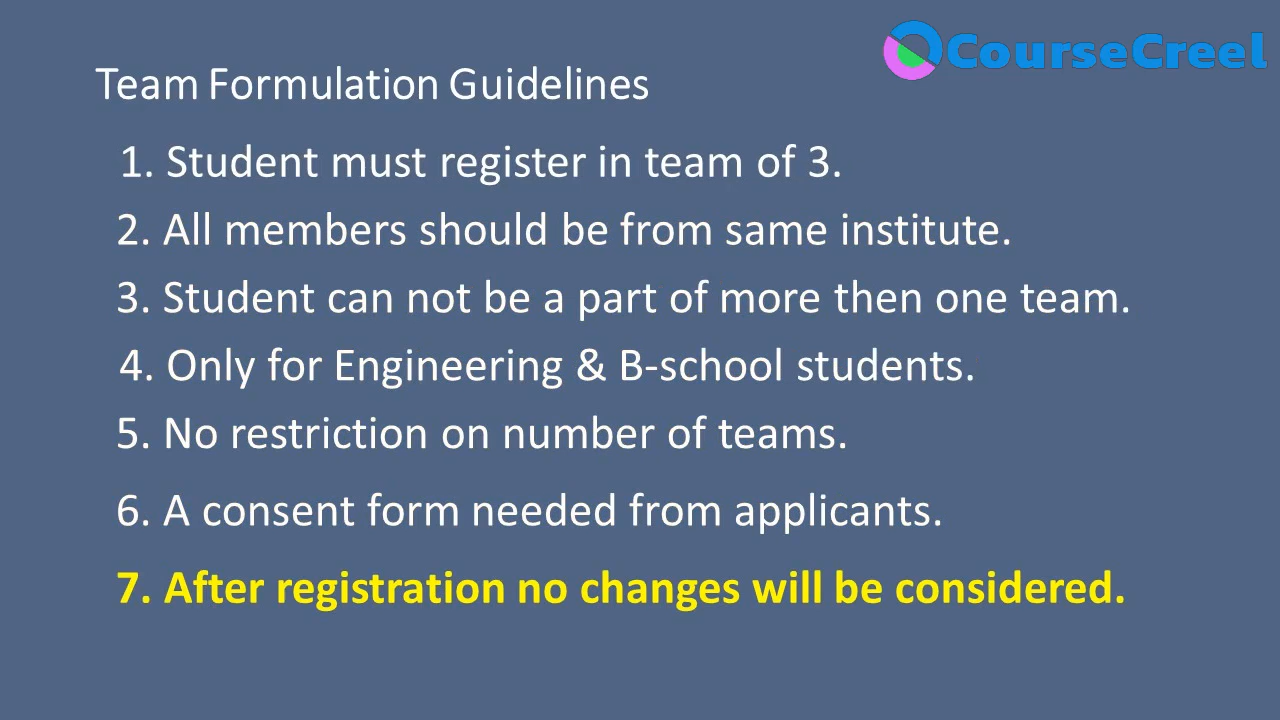 CourseCreel
Team Formulation Guidelines
1. Student must register in team of 3.
2. All members should be from same institute.
3. Student can not be a part of more then one team.
4. Only for Engineering & B-school students.
5. No restriction on number of teams.
6. A consent form needed from applicants.
7. After registration no changes will be considered.